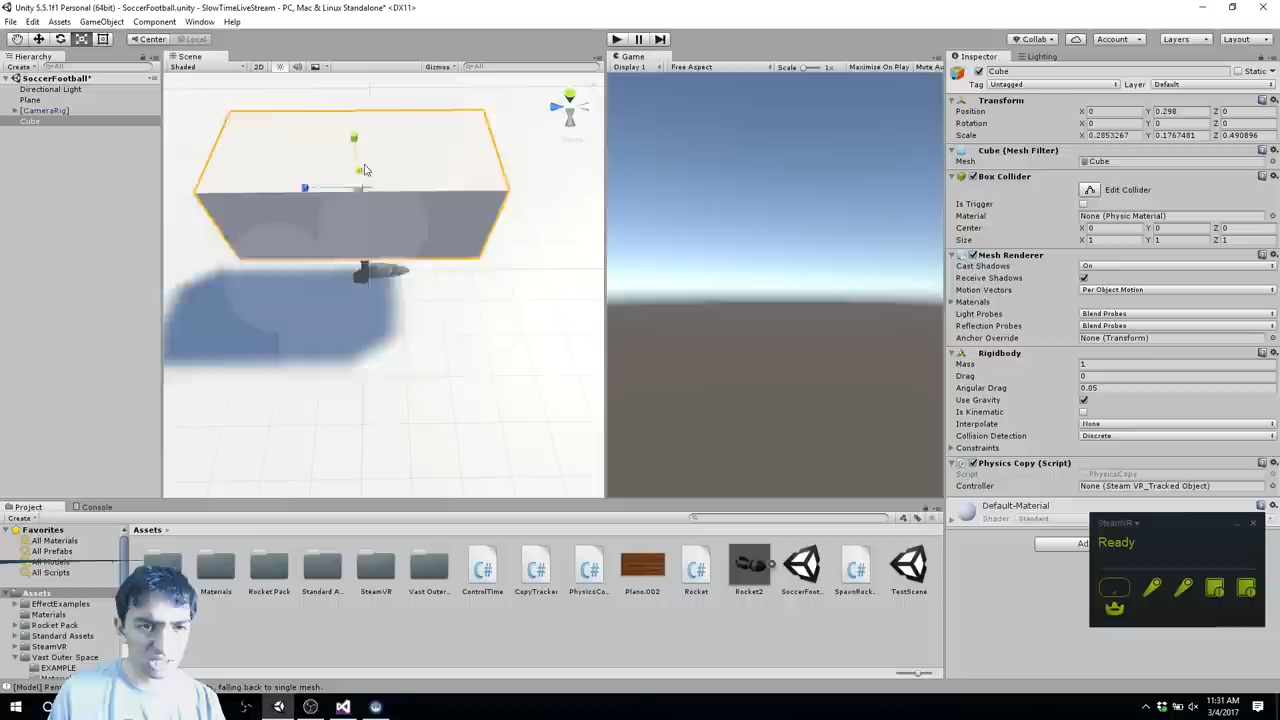 Unity 5.5.1f1 Personal (64bit) - SoccerFootball.unity - SlowTimeLiveStream - PC, Mac & Linux Standalone* <DX11>
File Edit Assets GameObject Component Window Help
Center Local Collab Account Layers Layout
Hierarchy Scene Game Inspector Lighting
Create All Shaded 2D Gizmos All Display 1 Free Aspect Scale 1x Maximize On Play Mute Au
Cube Static
SoccerFootball*
Tag Untagged Layer Default
Directional Light
Plane
[CameraRig]
Cube
Transform
Position X 0 Y 0.298 Z 0
Rotation X 0 Y 0 Z 0
Scale X 0.2853267 Y 0.1767481 Z 0.490896
Cube (Mesh Filter)
Mesh Cube
Box Collider
Edit Collider
Is Trigger
Material None (Physic Material)
Center X 0 Y 0 Z 0
Size X 1 Y 1 Z 1
Mesh Renderer
Cast Shadows On
Receive Shadows
Motion Vectors Per Object Motion
Materials
Light Probes Blend Probes
Reflection Probes Blend Probes
Anchor Override None (Transform)
Rigidbody
Mass 1
Drag 0
Angular Drag 0.05
Use Gravity
Is Kinematic
Interpolate None
Collision Detection Discrete
Constraints
Physics Copy (Script)
Script PhysicsCopy
Controller None (Steam VR_Tracked Object)
Default-Material
Shader Standard
Ad
SteamVR
Ready
Project Console
Create
Favorites
All Materials
All Prefabs
All Models
All Scripts
Assets
EffectExamples
Materials
Rocket Pack
Standard Assets
SteamVR
Vast Outer Space
EXAMPLE
Assets
Materials Rocket Pack Standard A... SteamVR Vast Outer... ControlTime CopyTracker PhysicsCo... Plano.002 Rocket Rocket2 SoccerFoot... SpawnRock... TestScene
[Model] Ren
, falling back to single mesh.
11:31 AM
3/4/2017